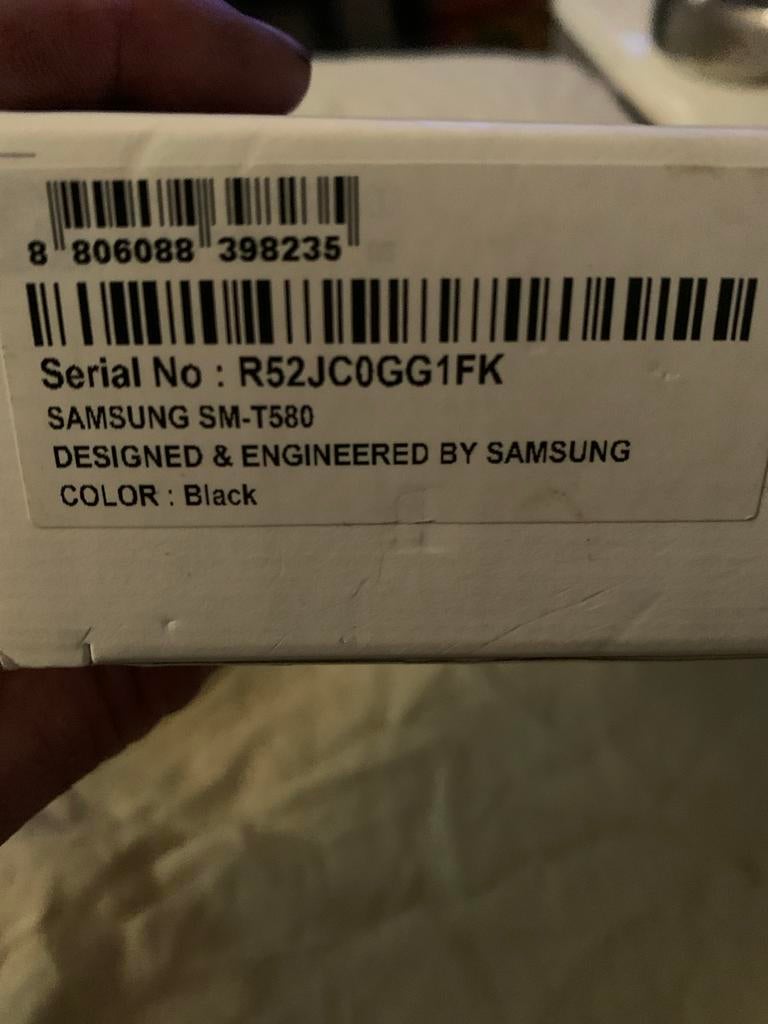 8 806088 398235
Serial No : R52JC0GG1FK
SAMSUNG SM-T580
DESIGNED & ENGINEERED BY SAMSUNG
COLOR : Black